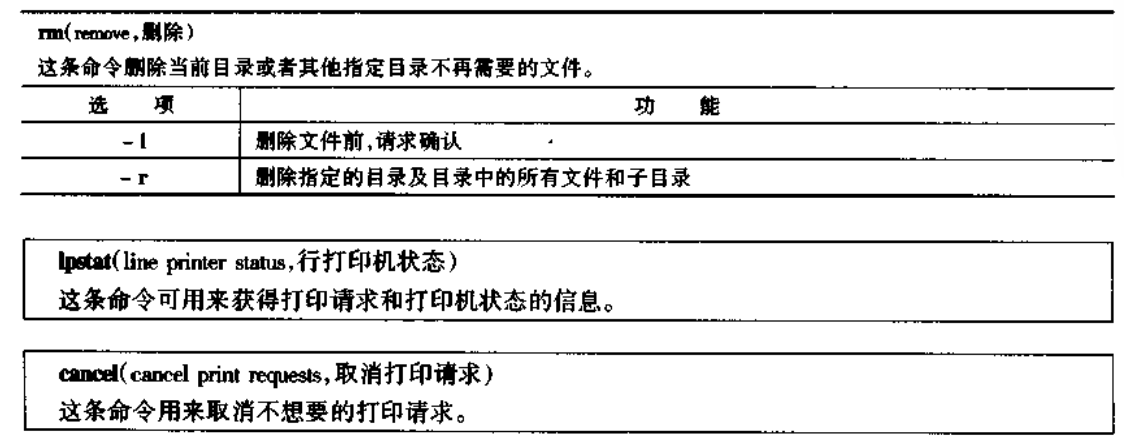 rm(remove,删除)
这条命令删除当前目录或者其他指定目录不再需要的文件。
选 项 功 能
-l 删除文件前,请求确认
-r 删除指定的目录及目录中的所有文件和子目录
lpstat(line printer status,行打印机状态)
这条命令可用来获得打印请求和打印机状态的信息。
cancel(cancel print requests,取消打印请求)
这条命令用来取消不想要的打印请求。